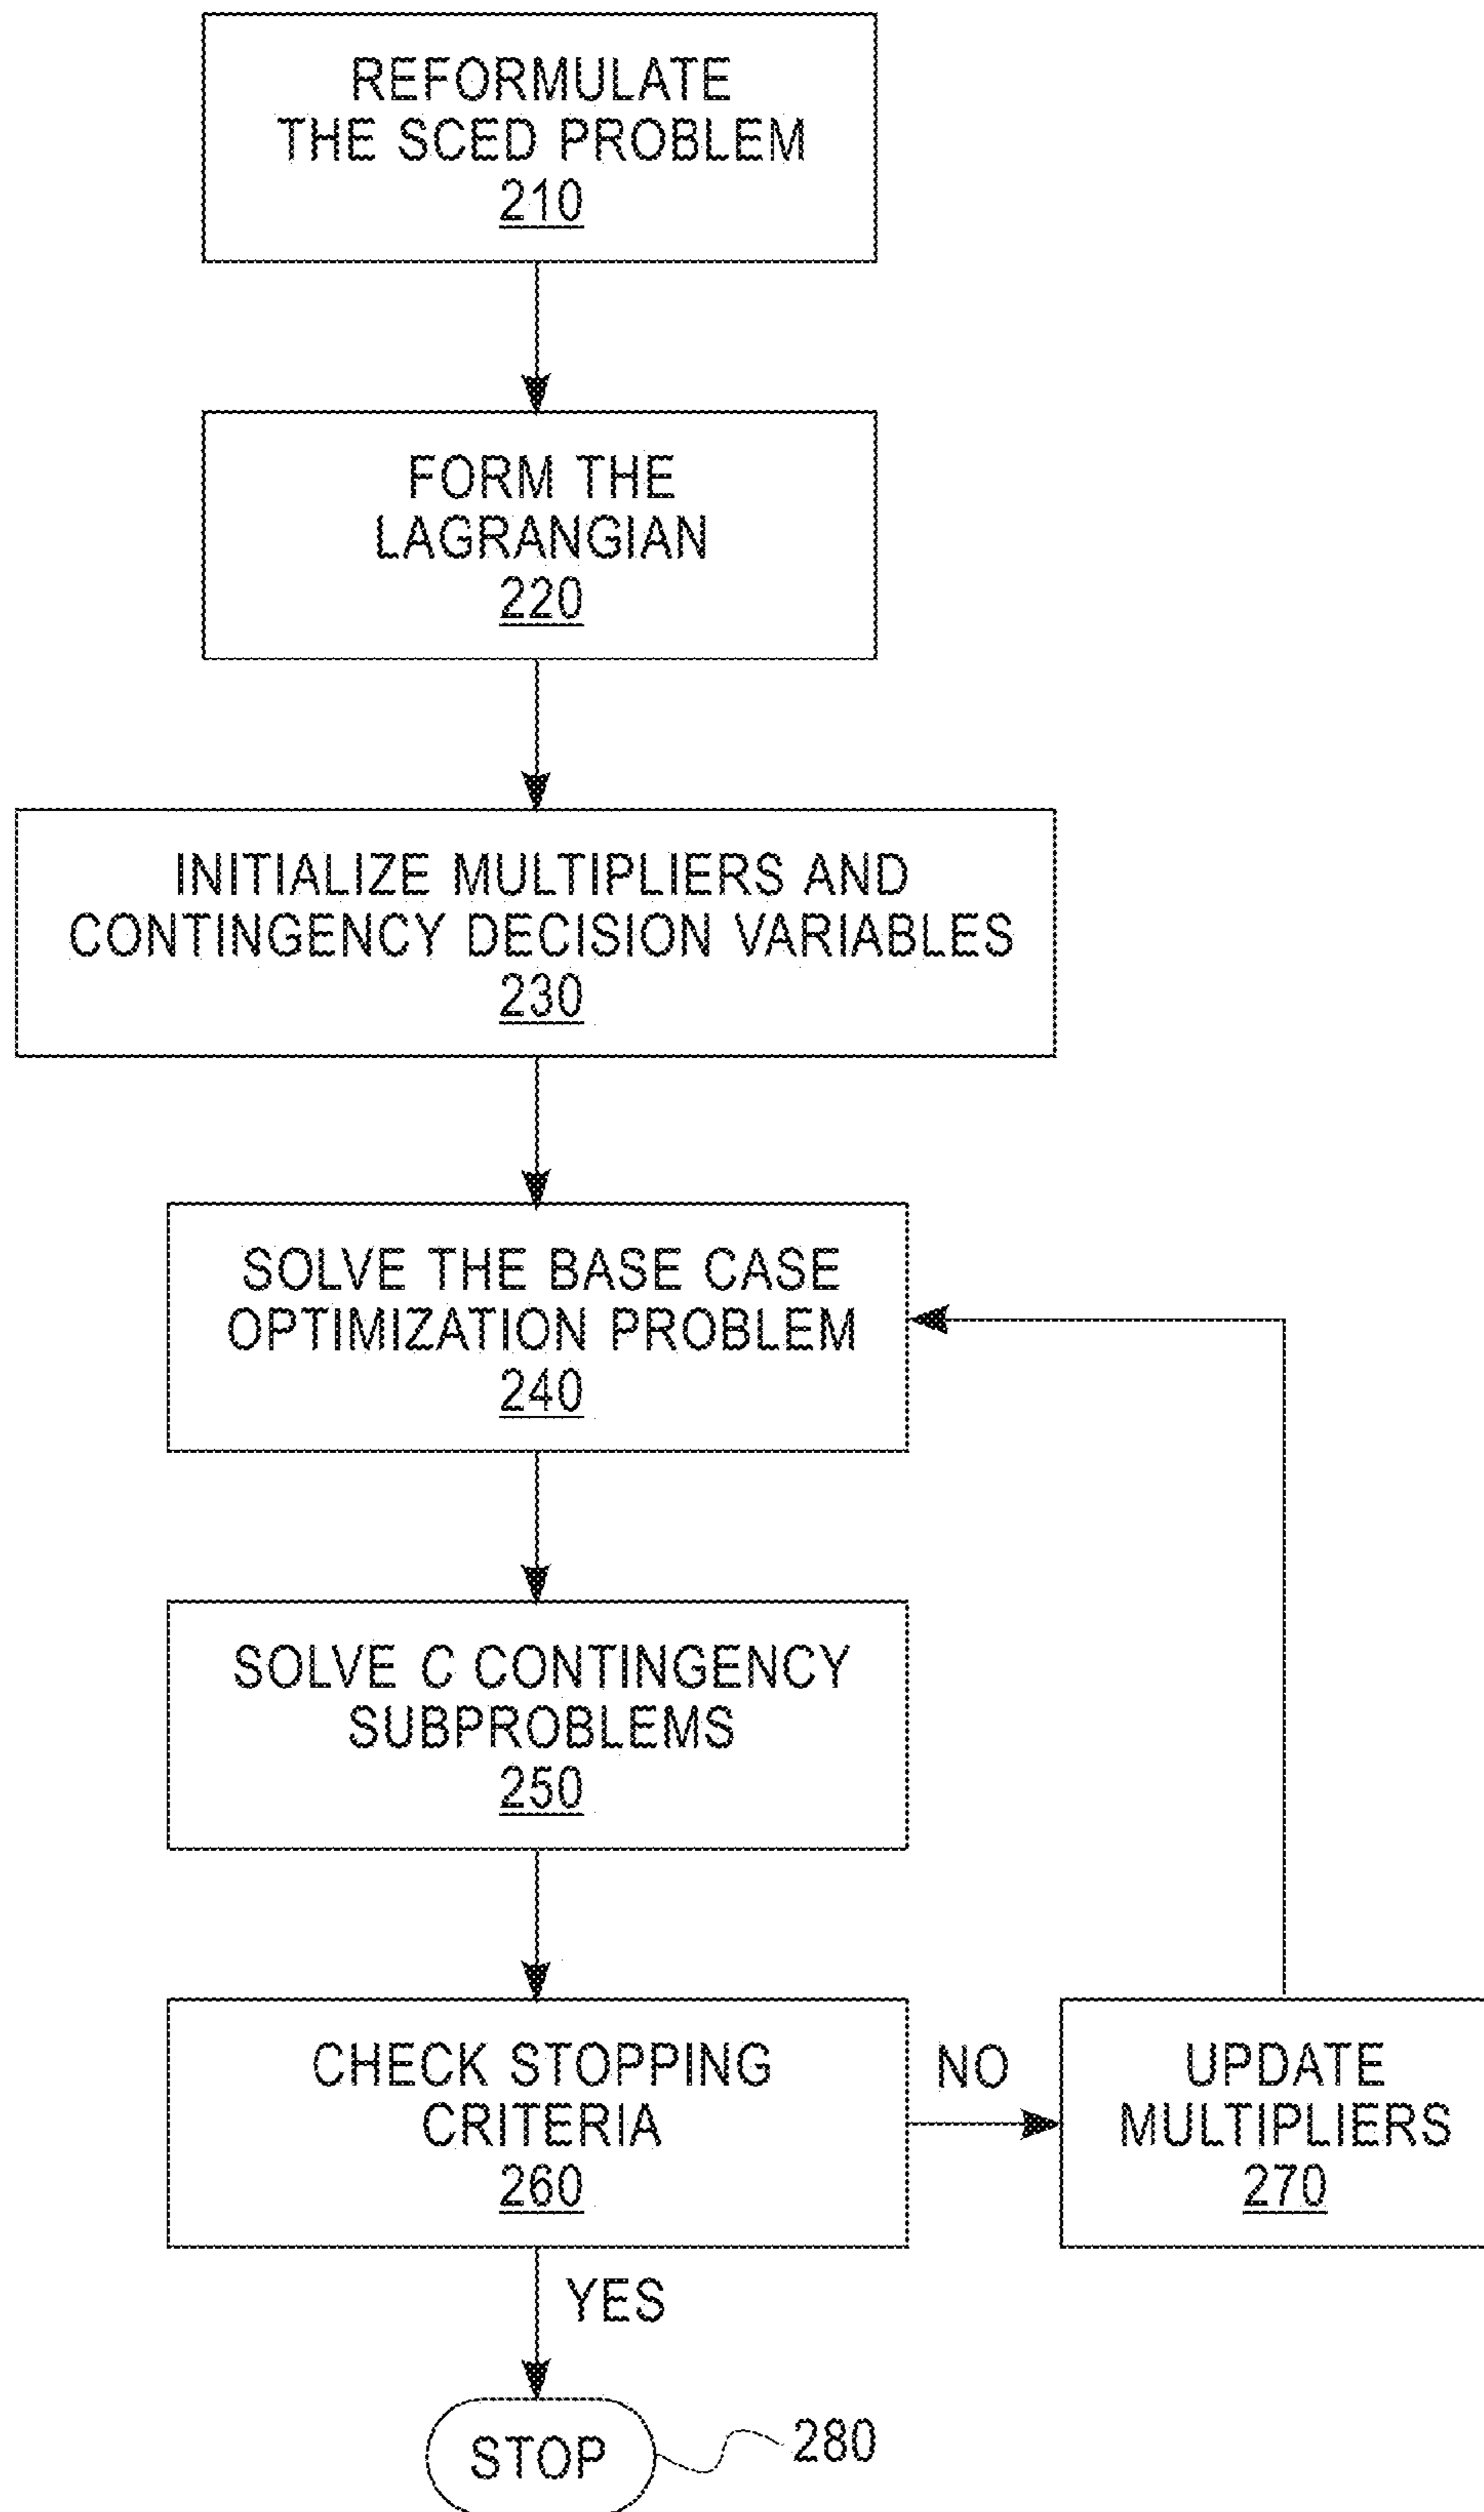 REFORMULATE
THE SCED PROBLEM
210
FORM THE
LAGRANGIAN
220
INITIALIZE MULTIPLIERS AND
CONTINGENCY DECISION VARIABLES
230
SOLVE THE BASE CASE
OPTIMIZATION PROBLEM
240
SOLVE C CONTINGENCY
SUBPROBLEMS
250
CHECK STOPPING
CRITERIA
260
NO
UPDATE
MULTIPLIERS
270
YES
STOP
280